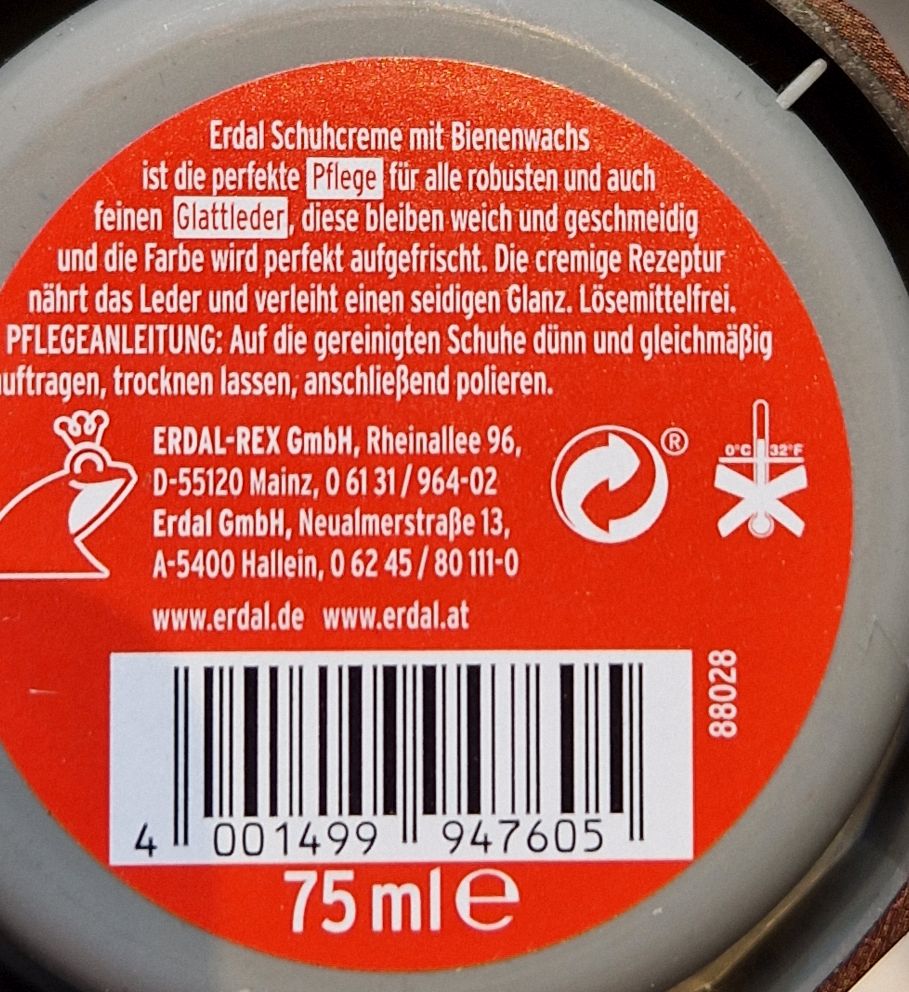 Erdal Schuhcreme mit Bienenwachs
ist die perfekte Pflege für alle robusten und auch
feinen Glattleder, diese bleiben weich und geschmeidig
und die Farbe wird perfekt aufgefrischt. Die cremige Rezeptur
nährt das Leder und verleiht einen seidigen Glanz. Lösemittelfrei.
PFLEGEANLEITUNG: Auf die gereinigten Schuhe dünn und gleichmäßig
uftragen, trocknen lassen, anschließend polieren.
ERDAL-REX GmbH, Rheinallee 96,
D-55120 Mainz, 0 61 31 / 964-02
Erdal GmbH, Neualmerstraße 13,
A-5400 Hallein, 0 62 45 / 80 111-0
www.erdal.de www.erdal.at
®
0°C 32°F
88028
4 001499 947605
75 ml e